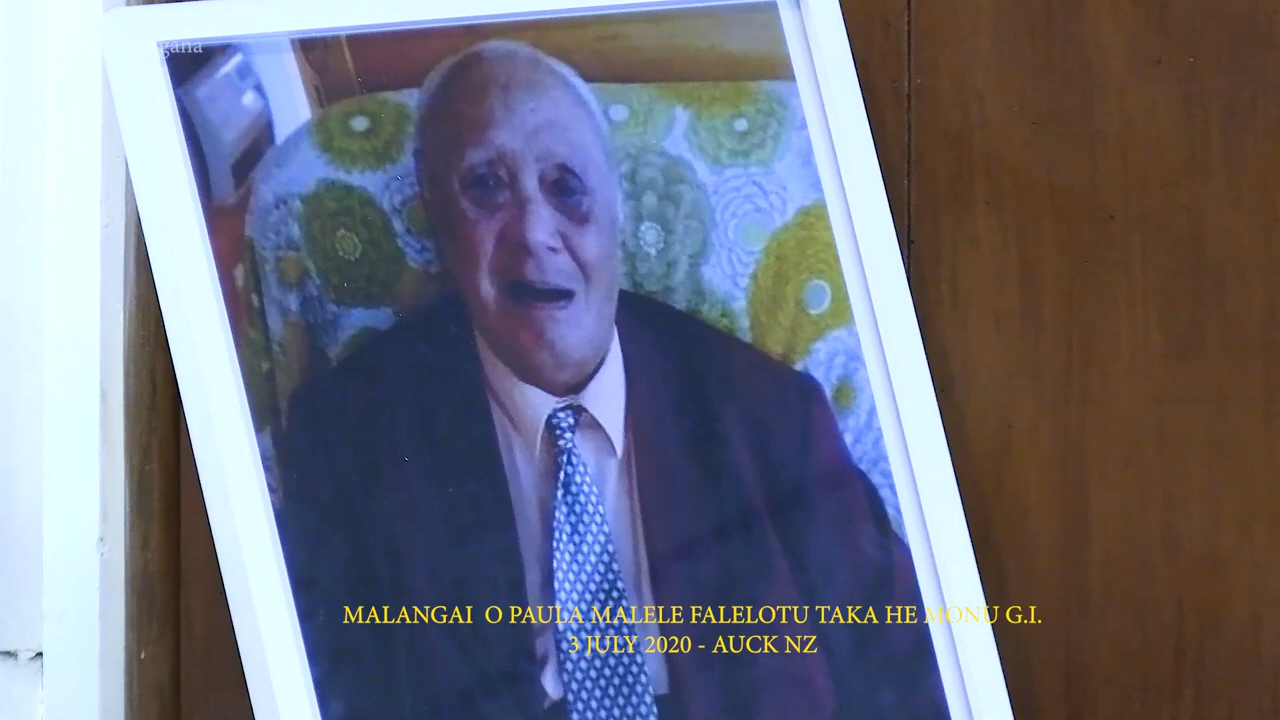 MALANGAI O PAULA MALELE FALELOTU TAKA HE MONU G.I.
3 JULY 2020 - AUCK NZ